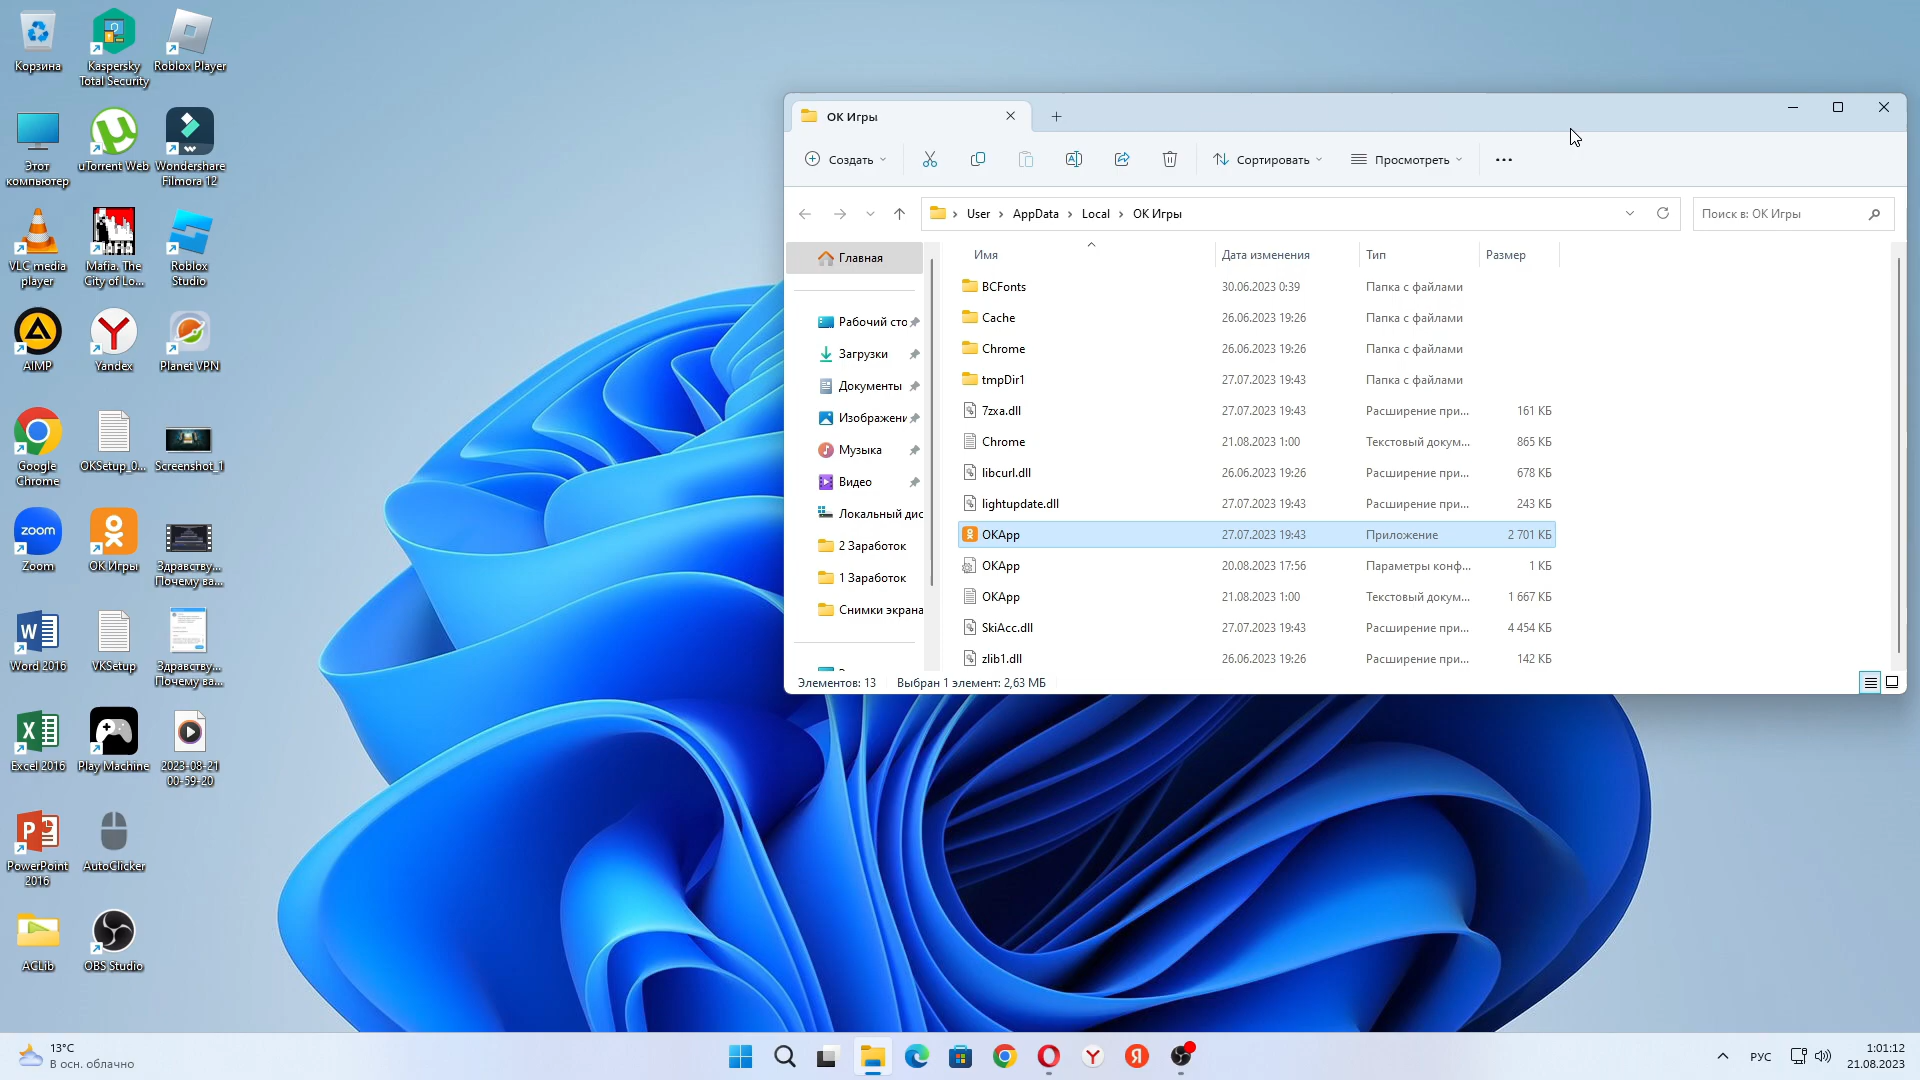 Корзина
Kaspersky
Total Security
Roblox Player
Этот
компьютер
uTorrent Web
Wondershare
Filmora 12
VLC media
player
Mafia. The
City of Lo...
Roblox
Studio
AIMP
Yandex
Planet VPN
Google
Chrome
OKSetup_0...
Screenshot_1
zoom
Zoom
ОК Игры
Здравству...
Почему ва...
Word 2016
VKSetup
Здравству...
Почему ва...
Excel 2016
Play Machine
2023-08-21
00-59-20
PowerPoint
2016
AutoClicker
ACLib
OBS Studio
ОК Игры
Создать
Сортировать
Просмотреть
User
AppData
Local
ОК Игры
Поиск в: ОК Игры
Главная
Рабочий сто
Загрузки
Документы
Изображени
Музыка
Видео
Локальный дис
2 Заработок
1 Заработок
Снимки экрана
Имя Дата изменения Тип Размер
BCFonts 30.06.2023 0:39 Папка с файлами
Cache 26.06.2023 19:26 Папка с файлами
Chrome 26.06.2023 19:26 Папка с файлами
tmpDir1 27.07.2023 19:43 Папка с файлами
7zxa.dll 27.07.2023 19:43 Расширение при... 161 КБ
Chrome 21.08.2023 1:00 Текстовый докум... 865 КБ
libcurl.dll 26.06.2023 19:26 Расширение при... 678 КБ
lightupdate.dll 27.07.2023 19:43 Расширение при... 243 КБ
OKApp 27.07.2023 19:43 Приложение 2 701 КБ
OKApp 20.08.2023 17:56 Параметры конф... 1 КБ
OKApp 21.08.2023 1:00 Текстовый докум... 1 667 КБ
SkiAcc.dll 27.07.2023 19:43 Расширение при... 4 454 КБ
zlib1.dll 26.06.2023 19:26 Расширение при... 142 КБ
Элементов: 13 Выбран 1 элемент: 2,63 МБ
13°C
В осн. облачно
РУС
1:01:12
21.08.2023